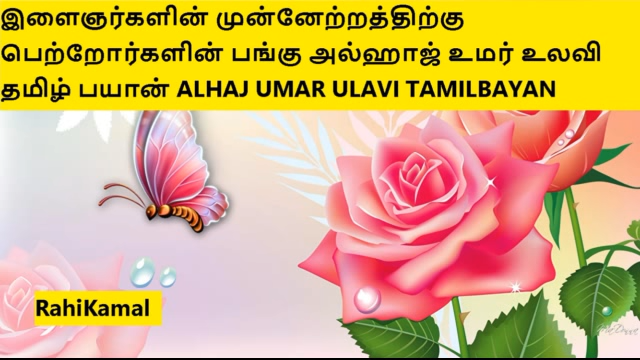 இளைஞர்களின் முன்னேற்றத்திற்கு
பெற்றோர்களின் பங்கு அல்ஹாஜ் உமர் உலவி
தமிழ் பயான் ALHAJ UMAR ULAVI TAMILBAYAN
RahiKamal